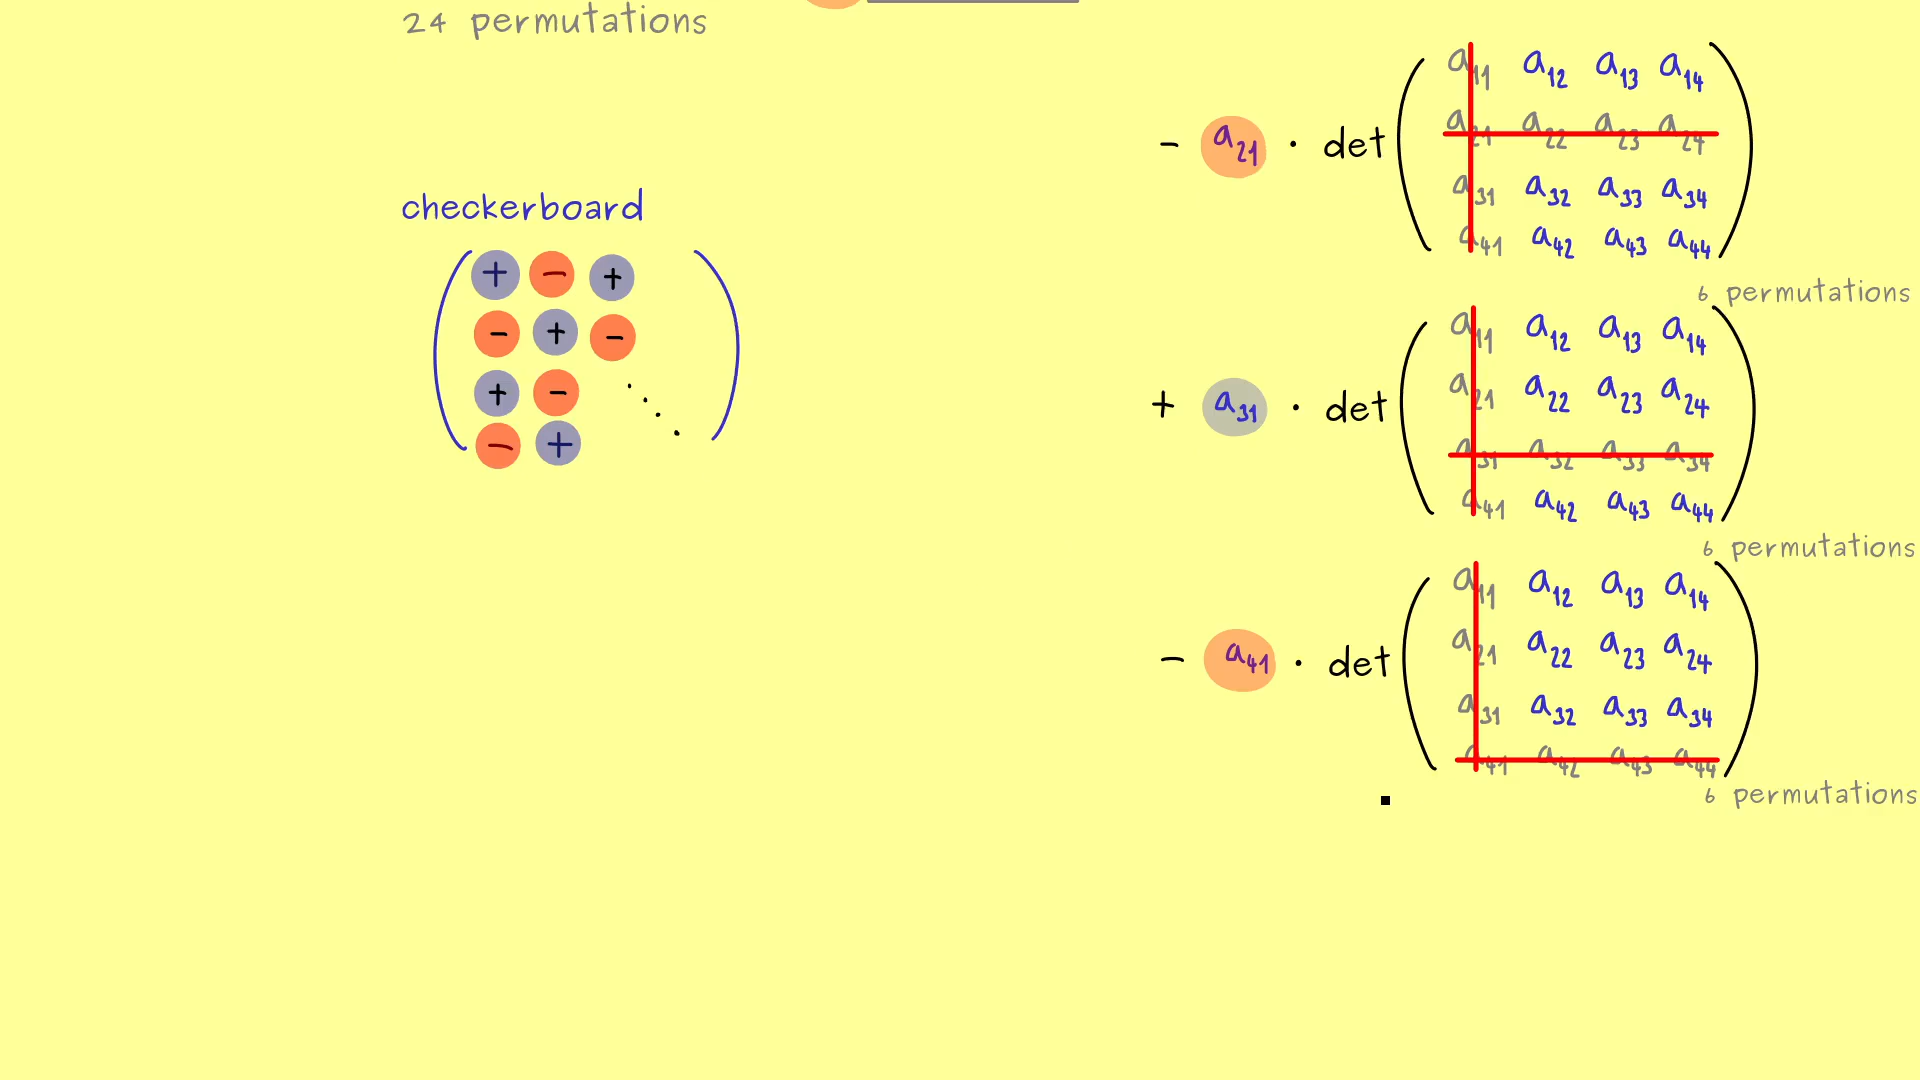 24 permutations
checkerboard
+ - +
- + -
+ -
- +
- a21 · det ( a11 a12 a13 a14
a21 a22 a23 a24
a31 a32 a33 a34
a41 a42 a43 a44 )
6 permutations
+ a31 · det ( a11 a12 a13 a14
a21 a22 a23 a24
a31 a32 a33 a34
a41 a42 a43 a44 )
6 permutations
- a41 · det ( a11 a12 a13 a14
a21 a22 a23 a24
a31 a32 a33 a34
a41 a42 a43 a44 )
6 permutations